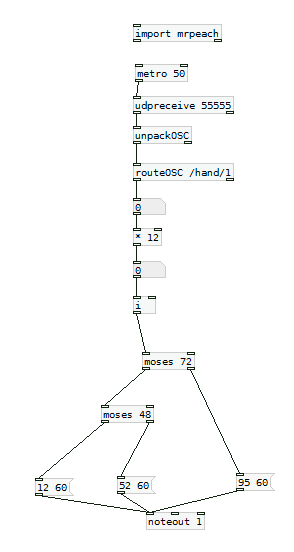 import mrpeach
metro 50
udpreceive 55555
unpackOSC
routeOSC /hand/1
0
* 12
0
i
moses 72
moses 48
12 60
52 60
95 60
noteout 1